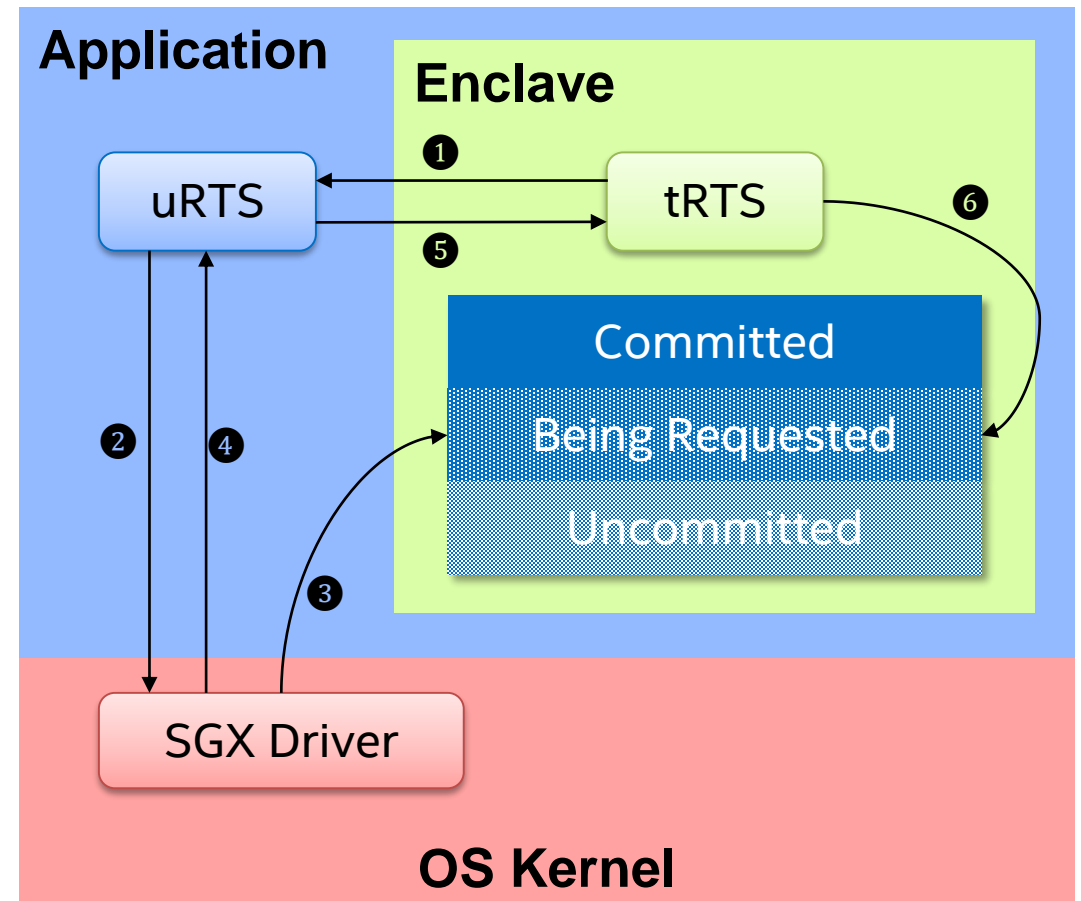 Application
Enclave
❶
uRTS
tRTS
❻
❺
Committed
❷
❹
Being Requested
Uncommitted
❸
SGX Driver
OS Kernel